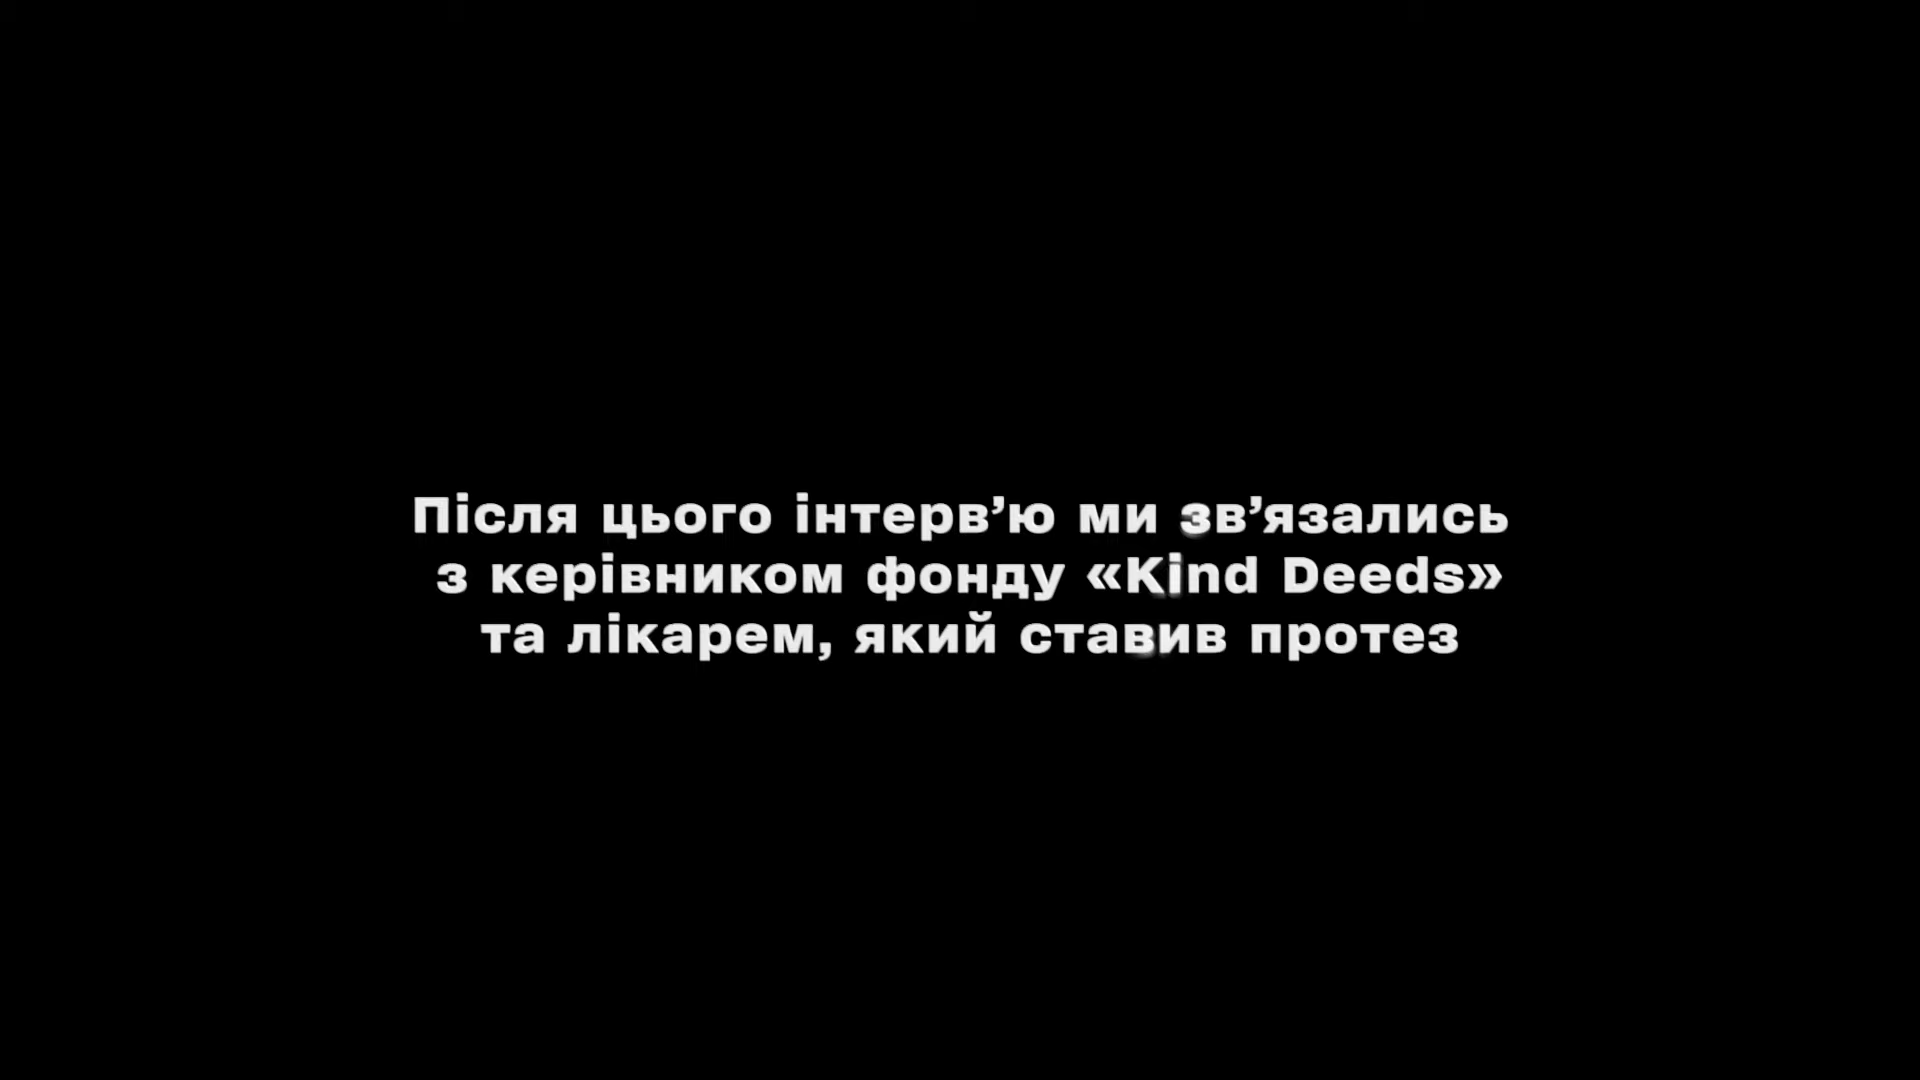 Після цього інтерв’ю ми зв’язались
з керівником фонду «Kind Deeds»
та лікарем, який ставив протез